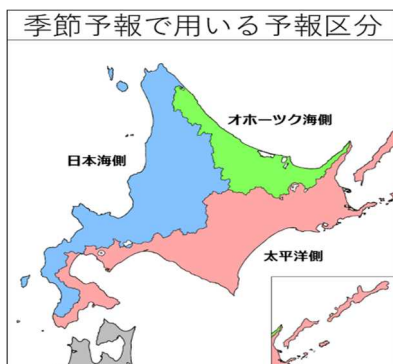 季節予報で用いる予報区分
オホーツク海側
日本海側
太平洋側